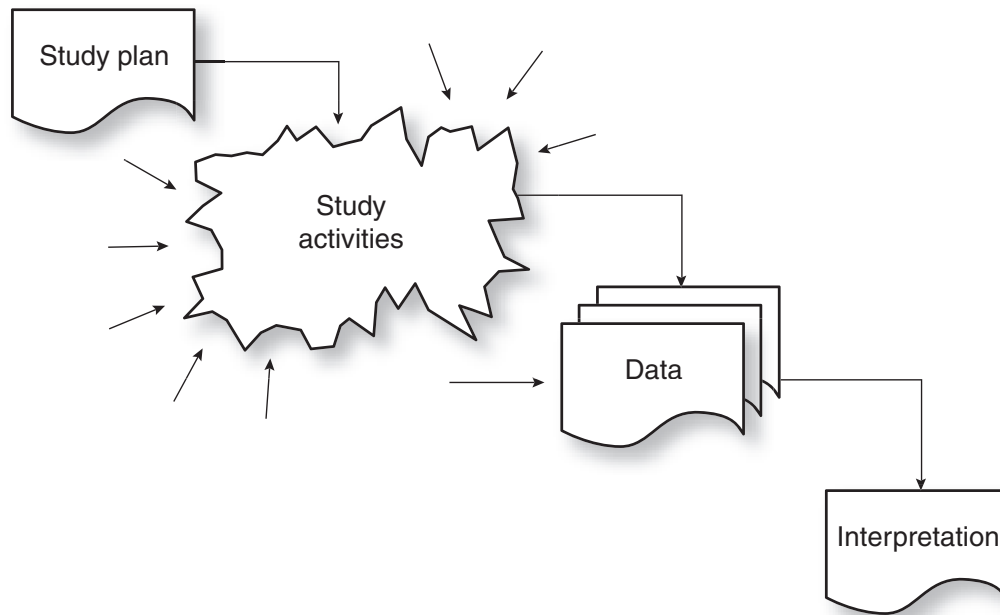 Study plan
Study
activities
Data
Interpretation